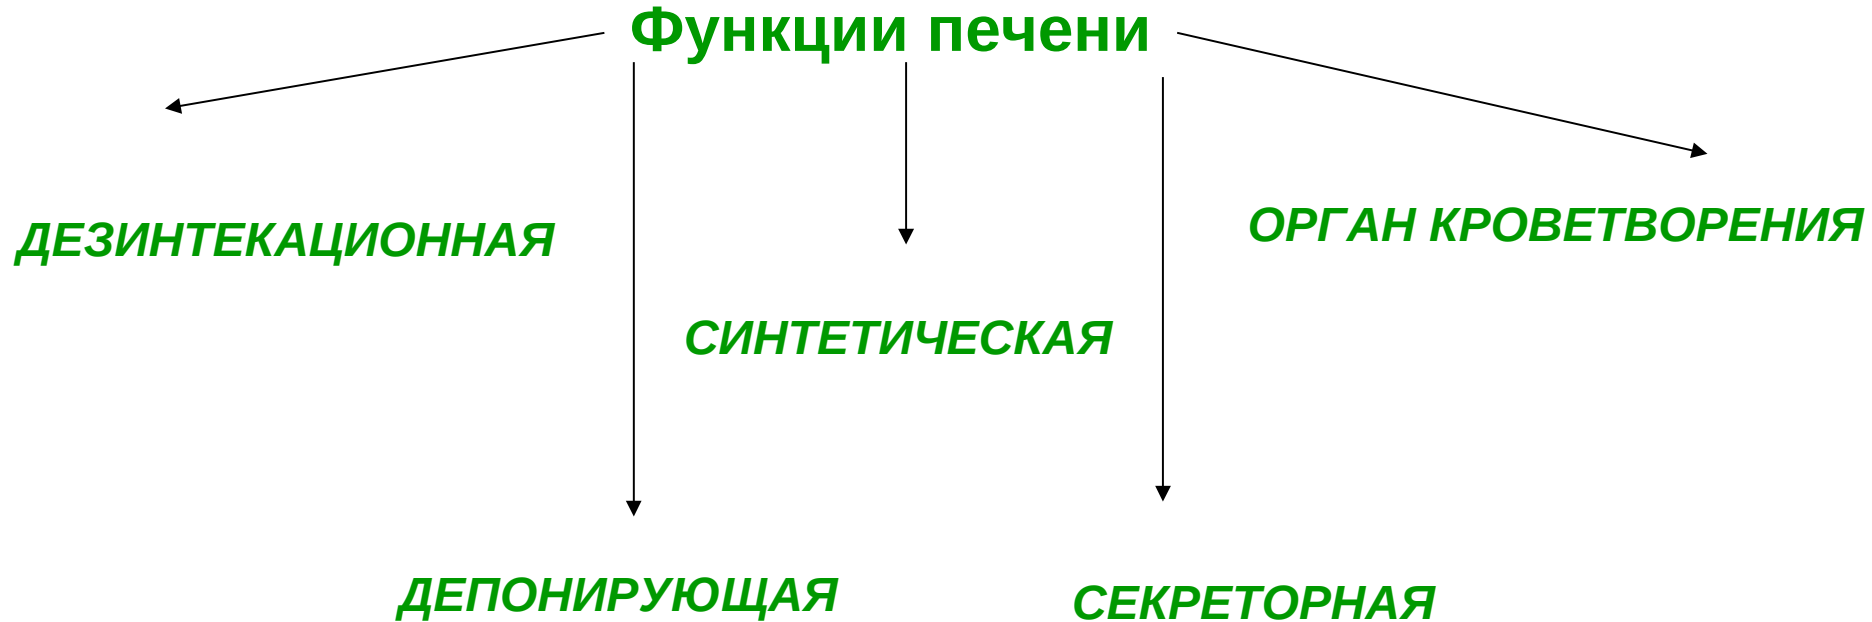 Функции печени
ДЕЗИНТЕКАЦИОННАЯ
ОРГАН КРОВЕТВОРЕНИЯ
СИНТЕТИЧЕСКАЯ
ДЕПОНИРУЮЩАЯ
СЕКРЕТОРНАЯ